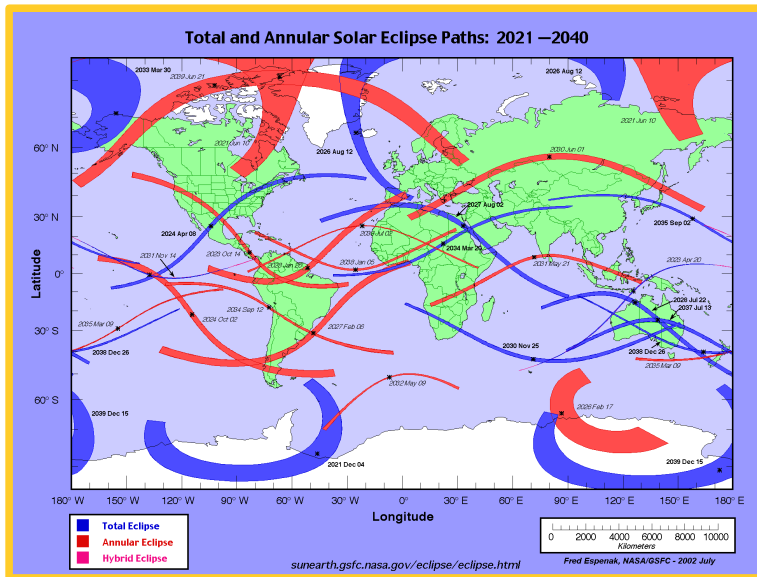 Total and Annular Solar Eclipse Paths: 2021 — 2040
2033 Mar 30
2039 Jun 21
2026 Aug 12
2021 Jun 10
2021 Jun 10
2026 Aug 12
2030 Jun 01
60° N
2027 Aug 02
30° N
2024 Apr 08
2035 Sep 02
2038 Jul 02
2034 Mar 20
2023 Oct 14
2031 Nov 14
2028 Jan 26
2038 Jan 05
2031 May 21
2023 Apr 20
0°
Latitude
2028 Jul 22
2037 Jul 13
2034 Sep 12
2024 Oct 02
2035 Mar 09
2027 Feb 06
30° S
2038 Dec 26
2030 Nov 25
2038 Dec 26
2035 Mar 09
2032 May 09
60° S
2039 Dec 15
2026 Feb 17
2021 Dec 04
2039 Dec 15
180° W
150° W
120° W
90° W
60° W
30° W
0°
30° E
60° E
90° E
120° E
150° E
180° E
Longitude
Total Eclipse
Annular Eclipse
Hybrid Eclipse
0 2000 4000 6000 8000 10000
Kilometers
sunearth.gsfc.nasa.gov/eclipse/eclipse.html
Fred Espenak, NASA/GSFC - 2002 July